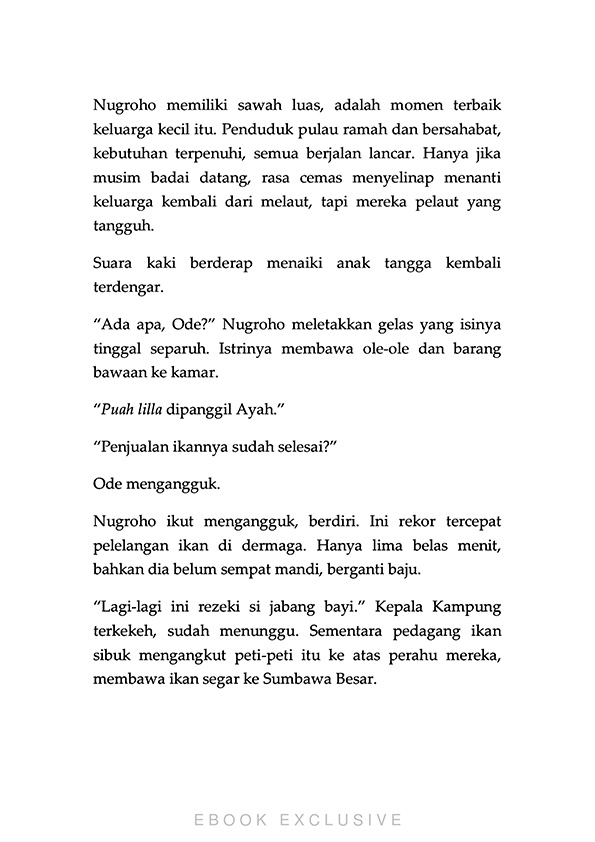 Nugroho memiliki sawah luas, adalah momen terbaik
keluarga kecil itu. Penduduk pulau ramah dan bersahabat,
kebutuhan terpenuhi, semua berjalan lancar. Hanya jika
musim badai datang, rasa cemas menyelinap menanti
keluarga kembali dari melaut, tapi mereka pelaut yang
tangguh.
Suara kaki berderap menaiki anak tangga kembali
terdengar.
“Ada apa, Ode?” Nugroho meletakkan gelas yang isinya
tinggal separuh. Istrinya membawa ole-ole dan barang
bawaan ke kamar.
“Puah lilla dipanggil Ayah.”
“Penjualan ikannya sudah selesai?”
Ode mengangguk.
Nugroho ikut mengangguk, berdiri. Ini rekor tercepat
pelelangan ikan di dermaga. Hanya lima belas menit,
bahkan dia belum sempat mandi, berganti baju.
“Lagi-lagi ini rezeki si jabang bayi.” Kepala Kampung
terkekeh, sudah menunggu. Sementara pedagang ikan
sibuk mengangkut peti-peti itu ke atas perahu mereka,
membawa ikan segar ke Sumbawa Besar.
EBOOK EXCLUSIVE